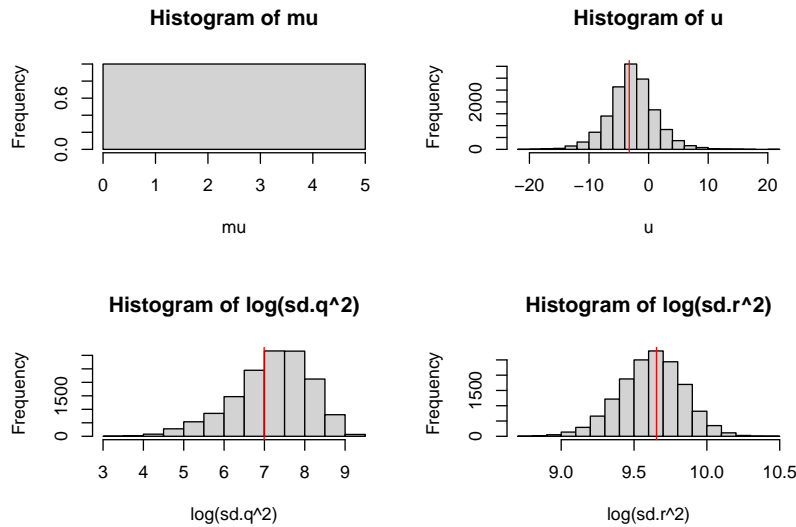 Histogram of mu
Frequency
0.0 0.6
0 1 2 3 4 5
mu
Histogram of u
Frequency
0 2000
−20 −10 0 10 20
u
Histogram of log(sd.q^2)
Frequency
0 1500
3 4 5 6 7 8 9
log(sd.q^2)
Histogram of log(sd.r^2)
Frequency
0 1500
9.0 9.5 10.0 10.5
log(sd.r^2)